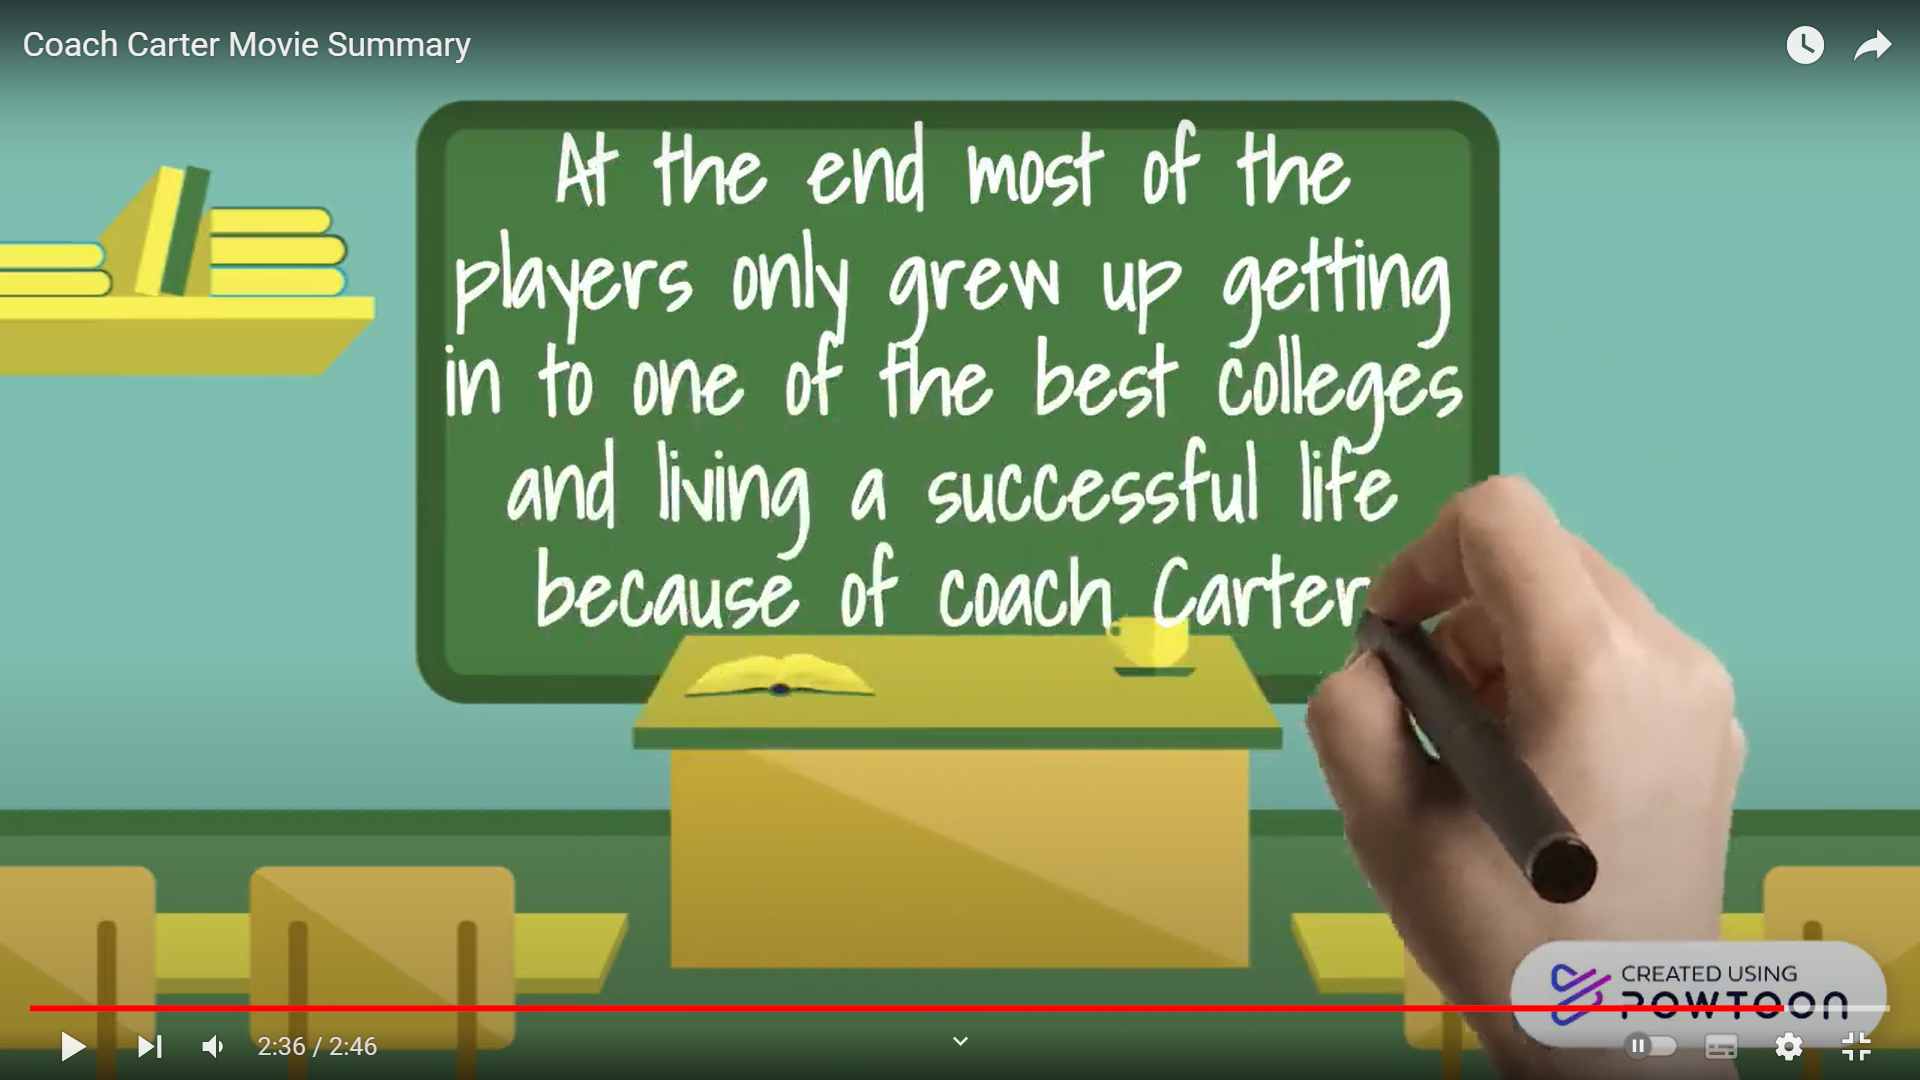 Coach Carter Movie Summary
At the end most of the
players only grew up getting
in to one of the best colleges
and living a successful life
because of coach Carter
CREATED USING
POWTOON
2:36 / 2:46